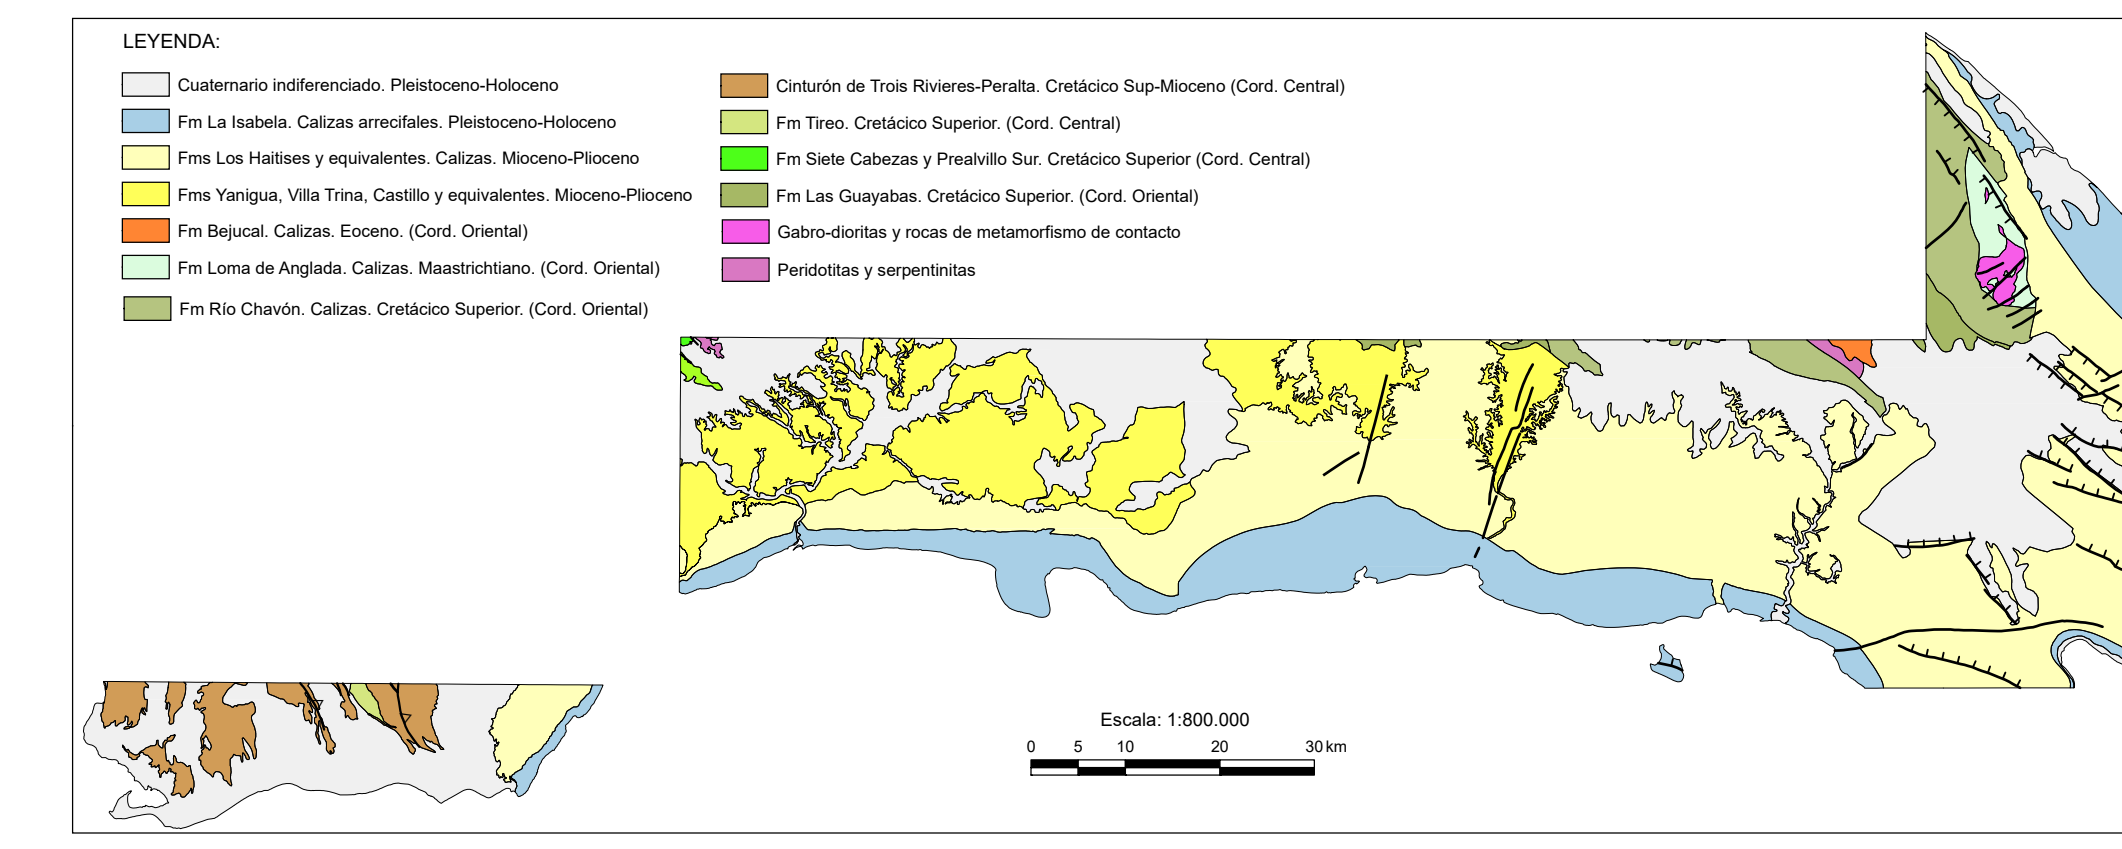 LEYENDA:
Cuaternario indiferenciado. Pleistoceno-Holoceno
Fm La Isabela. Calizas arrecifales. Pleistoceno-Holoceno
Fms Los Haitises y equivalentes. Calizas. Mioceno-Plioceno
Fms Yanigua, Villa Trina, Castillo y equivalentes. Mioceno-Plioceno
Fm Bejucal. Calizas. Eoceno. (Cord. Oriental)
Fm Loma de Anglada. Calizas. Maastrichtiano. (Cord. Oriental)
Fm Río Chavón. Calizas. Cretácico Superior. (Cord. Oriental)
Cinturón de Trois Rivieres-Peralta. Cretácico Sup-Mioceno (Cord. Central)
Fm Tireo. Cretácico Superior. (Cord. Central)
Fm Siete Cabezas y Prealvillo Sur. Cretácico Superior (Cord. Central)
Fm Las Guayabas. Cretácico Superior. (Cord. Oriental)
Gabro-dioritas y rocas de metamorfismo de contacto
Peridotitas y serpentinitas
Escala: 1:800.000
0 5 10 20 30 km